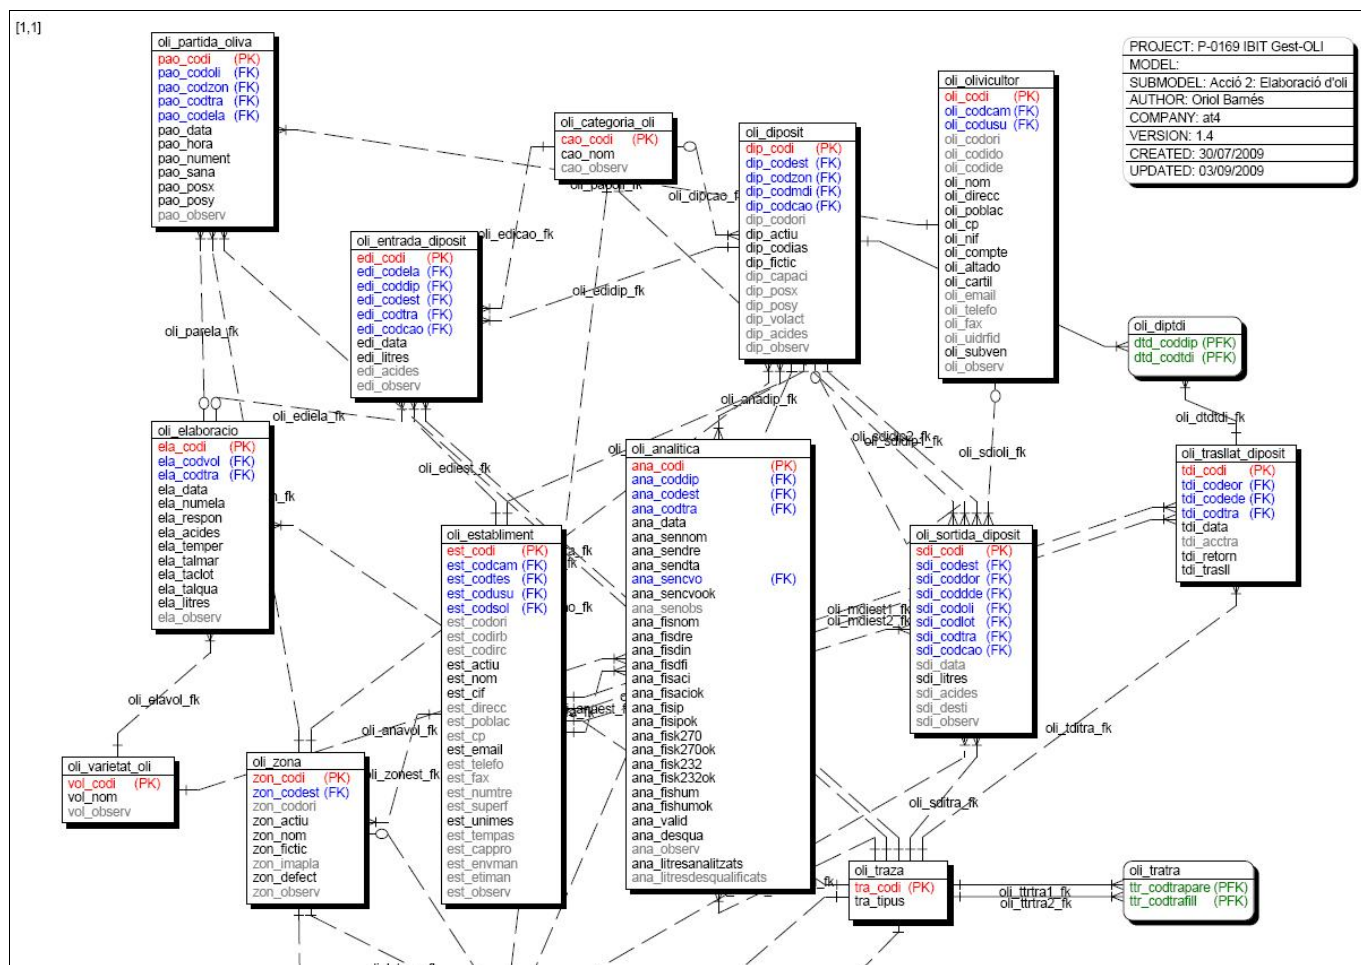 [1,1]
PROJECT: P-0169 IBIT Gest-OLI
MODEL:
SUBMODEL: Acció 2: Elaboració d'oli
AUTHOR: Oriol Barnés
COMPANY: at4
VERSION: 1.4
CREATED: 30/07/2009
UPDATED: 03/09/2009
oli_partida_oliva
pao_codi (PK)
pao_codoli (FK)
pao_codzon (FK)
pao_codtra (FK)
pao_codela (FK)
pao_data
pao_hora
pao_nument
pao_sana
pao_posx
pao_posy
pao_observ
oli_categoria_oli
cao_codi (PK)
cao_nom
cao_observ
oli_diposit
dip_codi (PK)
dip_codest (FK)
dip_codzon (FK)
dip_codmdi (FK)
dip_codcao (FK)
dip_codori
dip_actiu
dip_codias
dip_fictic
dip_capaci
dip_posx
dip_posy
dip_volact
dip_acides
dip_observ
oli_olivicultor
oli_codi (PK)
oli_codcam (FK)
oli_codusu (FK)
oli_codori
oli_codido
oli_codide
oli_nom
oli_direcc
oli_poblac
oli_cp
oli_nif
oli_compte
oli_altado
oli_cartil
oli_email
oli_telefo
oli_fax
oli_uidrfid
oli_subven
oli_observ
oli_dipcao_f
oli_edicao_fk
oli_edidip_fk
oli_entrada_diposit
edi_codi (PK)
edi_codela (FK)
edi_coddip (FK)
edi_codest (FK)
edi_codtra (FK)
edi_codcao (FK)
edi_data
edi_litres
edi_acides
edi_observ
oli_diptdi
dtd_coddip (PFK)
dtd_codtdi (PFK)
oli_parela_fk
oli_ediela_fk
oli_anadip_fk
oli_dtdtdi_fk
oli_ediest_fk
oli_sdioli_fk
oli_elaboracio
ela_codi (PK)
ela_codvol (FK)
ela_codtra (FK)
ela_data
ela_numela
ela_respon
ela_acides
ela_temper
ela_talmar
ela_taclot
ela_talqua
ela_litres
ela_observ
oli_analitica
ana_codi (PK)
ana_coddip (FK)
ana_codest (FK)
ana_codtra (FK)
ana_data
ana_sennom
ana_sendre
ana_sendta
ana_sencvo (FK)
ana_sencvook
ana_senobs
ana_fisnom
ana_fisdre
ana_fisdin
ana_fisdfi
ana_fisaci
ana_fisaciok
ana_fisip
ana_fisipok
ana_fisk270
ana_fisk270ok
ana_fisk232
ana_fisk232ok
ana_fishum
ana_fishumok
ana_valid
ana_desqua
ana_observ
ana_litresanalitzats
ana_litresdesqualificats
oli_trasllat_diposit
tdi_codi (PK)
tdi_codeor (FK)
tdi_codede (FK)
tdi_codtra (FK)
tdi_data
tdi_acctra
tdi_retorn
tdi_trasll
oli_establiment
est_codi (PK)
est_codcam (FK)
est_codtes (FK)
est_codusu (FK)
est_codsol (FK)
est_codori
est_codirb
est_codirc
est_actiu
est_nom
est_cif
est_direcc
est_poblac
est_cp
est_email
est_telefo
est_fax
est_numtre
est_superf
est_unimes
est_tempas
est_cappro
est_envman
est_etiman
est_observ
oli_sortida_diposit
sdi_codi (PK)
sdi_codest (FK)
sdi_coddor (FK)
sdi_coddde (FK)
sdi_codoli (FK)
sdi_codlot (FK)
sdi_codtra (FK)
sdi_codcao (FK)
sdi_data
sdi_litres
sdi_acides
sdi_desti
sdi_observ
oli_mdiest1_fk
oli_mdiest2_fk
oli_elavol_fk
oli_anavol_fk
oli_zonest_fk
oli_tditra_fk
oli_sditra_fk
oli_varietat_oli
vol_codi (PK)
vol_nom
vol_observ
oli_zona
zon_codi (PK)
zon_codest (FK)
zon_codori
zon_actiu
zon_nom
zon_fictic
zon_imapla
zon_defect
zon_observ
oli_traza
tra_codi (PK)
tra_tipus
oli_ttrtra1_fk
oli_ttrtra2_fk
oli_tratra
ttr_codtrapare (PFK)
ttr_codtrafill (PFK)